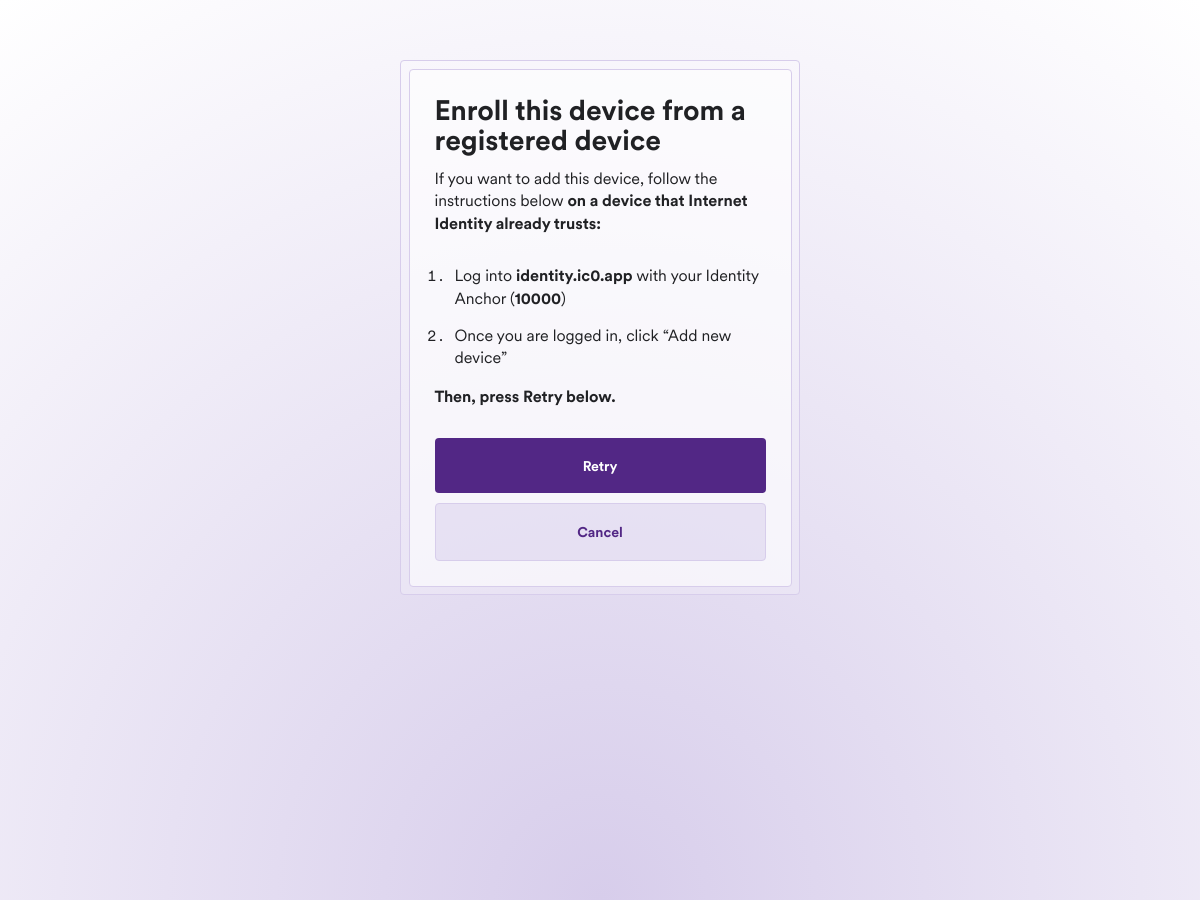 Enroll this device from a
registered device
If you want to add this device, follow the
instructions below on a device that Internet
Identity already trusts:
1. Log into identity.ic0.app with your Identity
Anchor (10000)
2. Once you are logged in, click “Add new
device”
Then, press Retry below.
Retry
Cancel